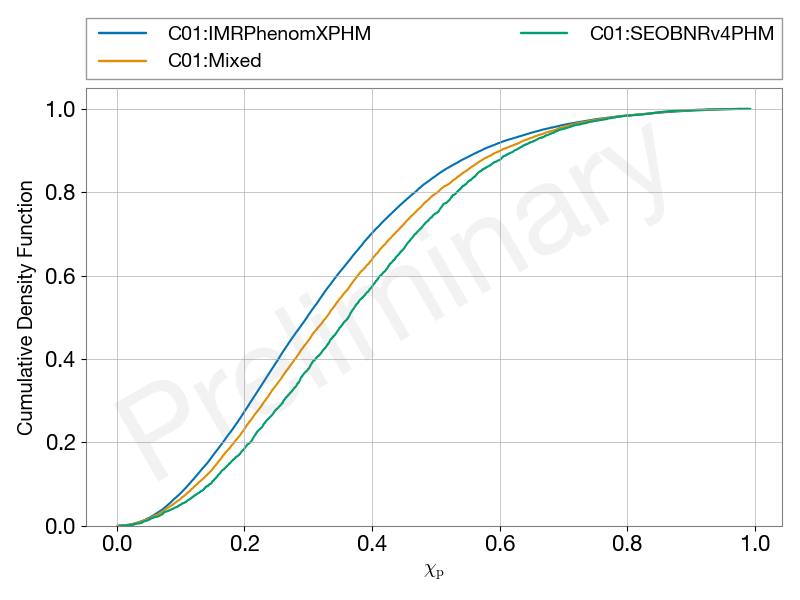 C01:IMRPhenomXPHM
C01:Mixed
C01:SEOBNRv4PHM
Preliminary
Cumulative Density Function
1.0
0.8
0.6
0.4
0.2
0.0
0.0 0.2 0.4 0.6 0.8 1.0
χp